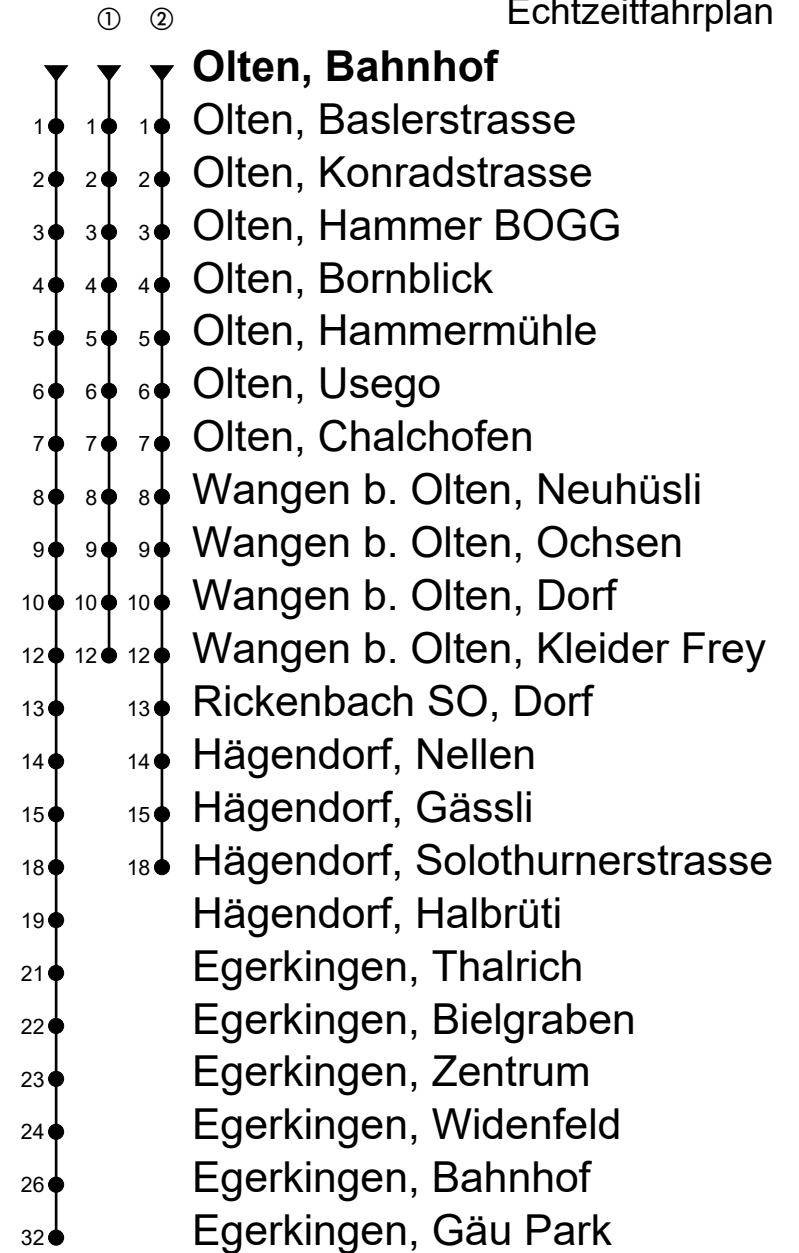 Echtzeitfahrplan
① ②
Olten, Bahnhof
1 1 1 Olten, Baslerstrasse
2 2 2 Olten, Konradstrasse
3 3 3 Olten, Hammer BOGG
4 4 4 Olten, Bornblick
5 5 5 Olten, Hammermühle
6 6 6 Olten, Usego
7 7 7 Olten, Chalchofen
8 8 8 Wangen b. Olten, Neuhüsli
9 9 9 Wangen b. Olten, Ochsen
10 10 10 Wangen b. Olten, Dorf
12 12 12 Wangen b. Olten, Kleider Frey
13 13 Rickenbach SO, Dorf
14 14 Hägendorf, Nellen
15 15 Hägendorf, Gässli
18 18 Hägendorf, Solothurnerstrasse
19 Hägendorf, Halbrüti
21 Egerkingen, Thalrich
22 Egerkingen, Bielgraben
23 Egerkingen, Zentrum
24 Egerkingen, Widenfeld
26 Egerkingen, Bahnhof
32 Egerkingen, Gäu Park